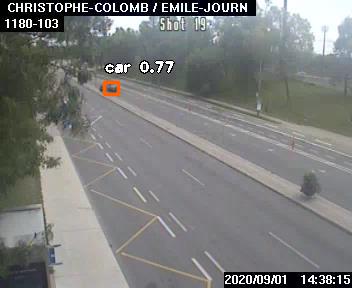 CHRISTOPHE-COLOMB / EMILE-JOURN
1180-103
Shot 19
car 0.77
2020/09/01 14:38:15